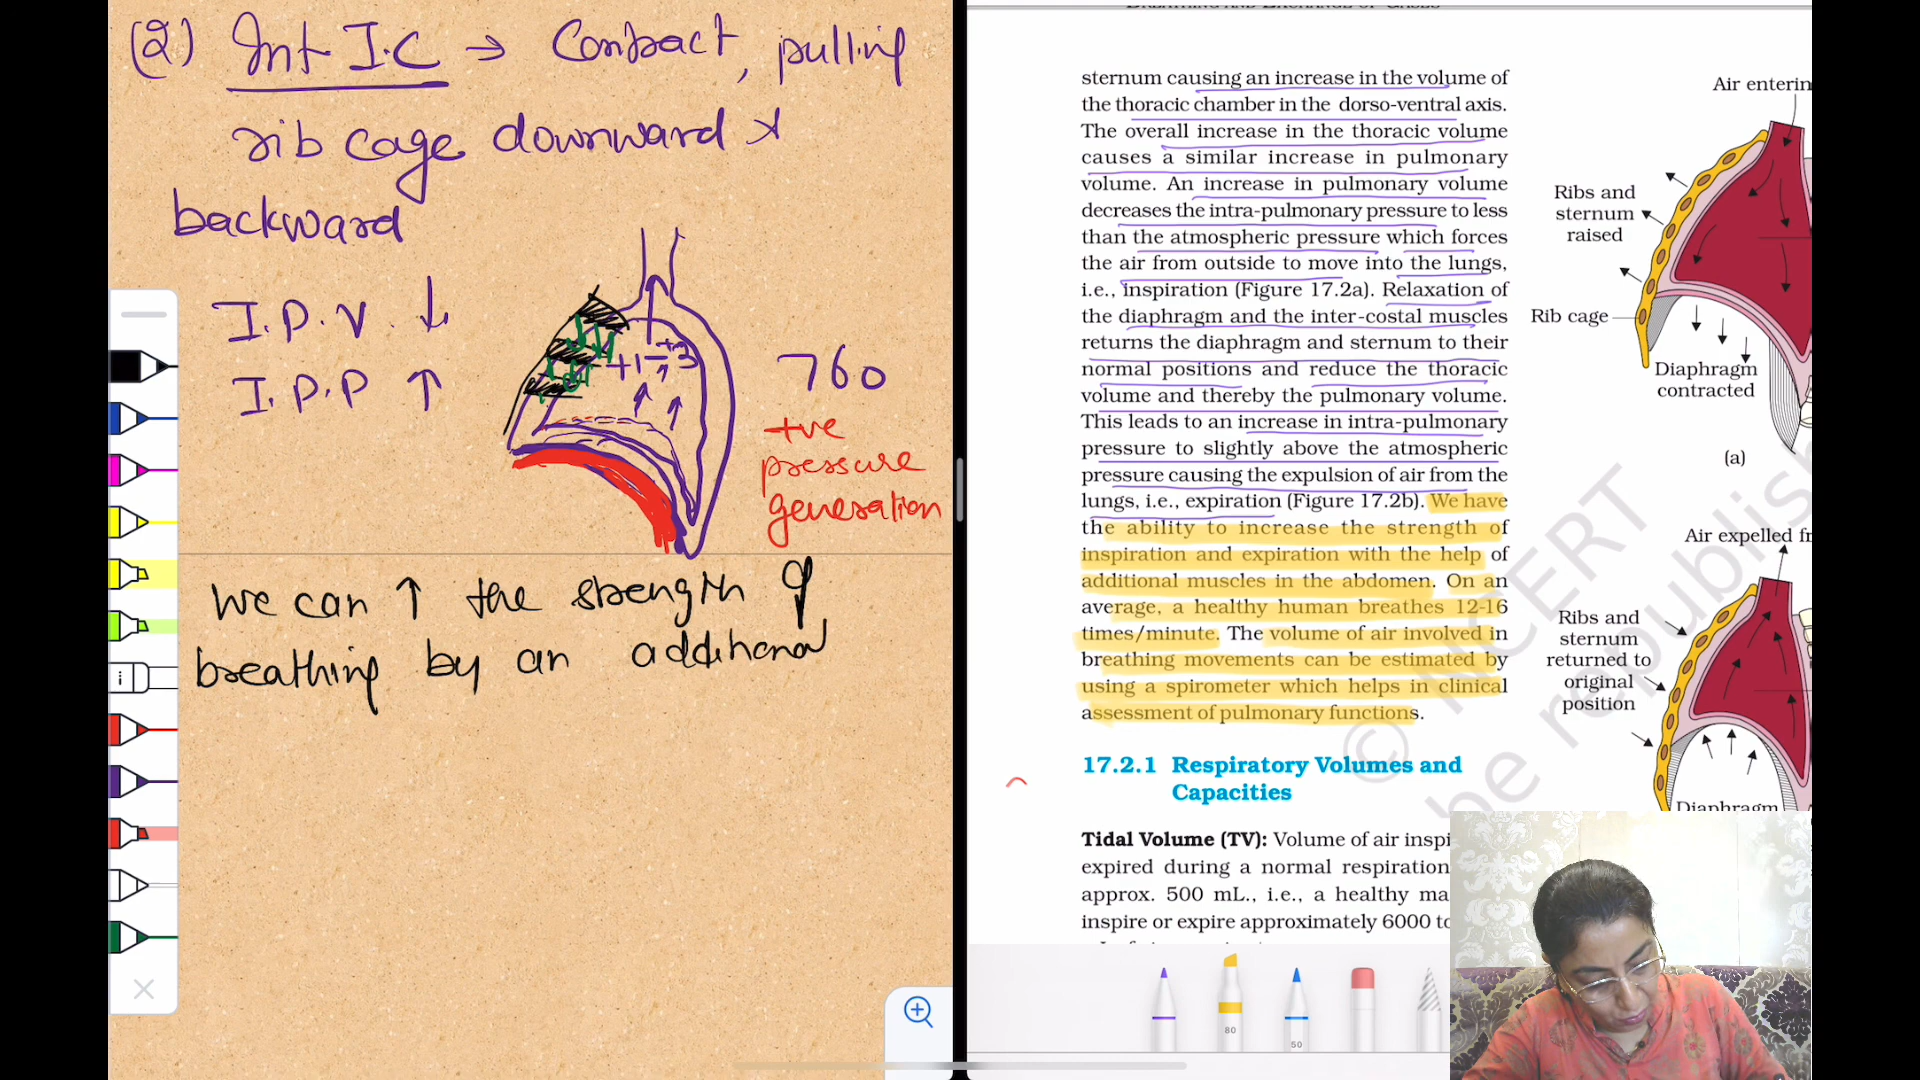 (2) Int I.C → Contract, pulling
rib cage downward &
backward
I.P.V. ↓
I.P.P ↑
+1 - +3
760
+ve
pressure
generation
we can ↑ the strength of
breathing by an additional
BREATHING AND EXCHANGE OF GASES
sternum causing an increase in the volume of
the thoracic chamber in the dorso-ventral axis.
The overall increase in the thoracic volume
causes a similar increase in pulmonary
volume. An increase in pulmonary volume
decreases the intra-pulmonary pressure to less
than the atmospheric pressure which forces
the air from outside to move into the lungs,
i.e., inspiration (Figure 17.2a). Relaxation of
the diaphragm and the inter-costal muscles
returns the diaphragm and sternum to their
normal positions and reduce the thoracic
volume and thereby the pulmonary volume.
This leads to an increase in intra-pulmonary
pressure to slightly above the atmospheric
pressure causing the expulsion of air from the
lungs, i.e., expiration (Figure 17.2b). We have
the ability to increase the strength of
inspiration and expiration with the help of
additional muscles in the abdomen. On an
average, a healthy human breathes 12-16
times/minute. The volume of air involved in
breathing movements can be estimated by
using a spirometer which helps in clinical
assessment of pulmonary functions.
17.2.1 Respiratory Volumes and
Capacities
Tidal Volume (TV): Volume of air inspi
expired during a normal respiration
approx. 500 mL., i.e., a healthy ma
inspire or expire approximately 6000 to
Air enterin
Ribs and
sternum
raised
Rib cage
Diaphragm
contracted
(a)
Air expelled fr
Ribs and
sternum
returned to
original
position
Diaphragm
© NCERT
be republish
80
50